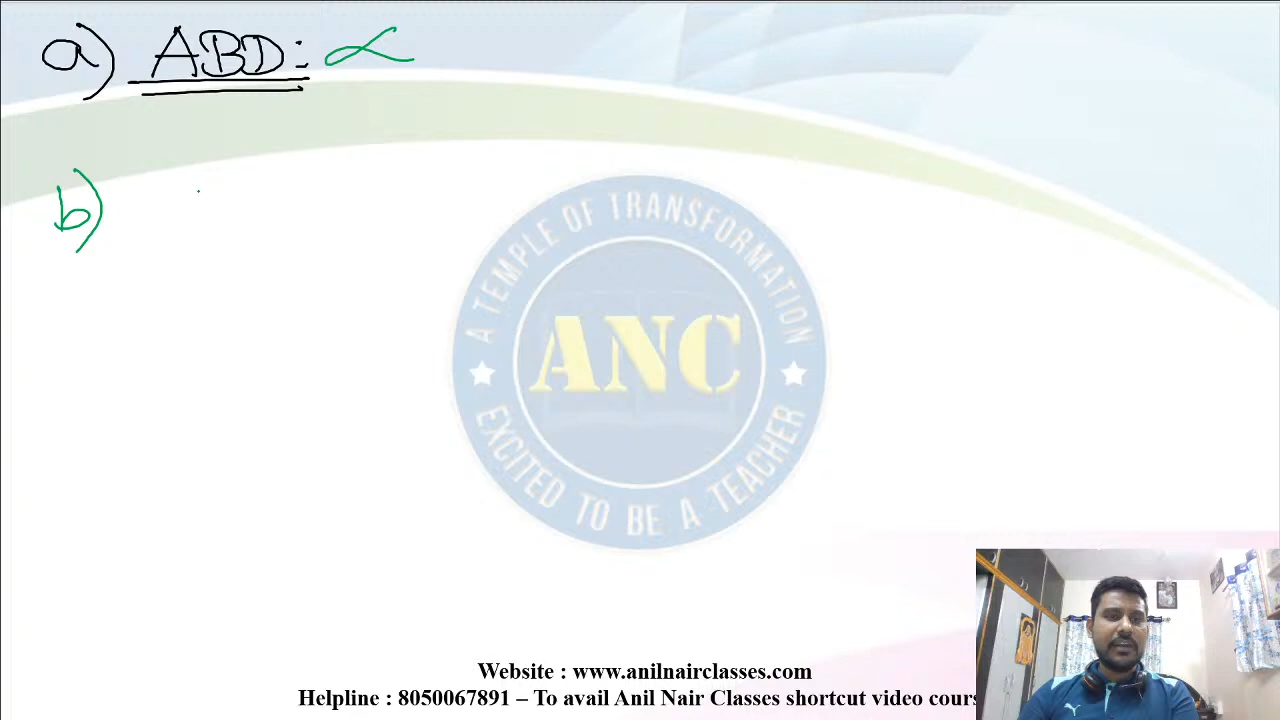 a) ABD:- ∝
b)
A TEMPLE OF TRANSFORMATION
ANC
EXCITED TO BE A TEACHER
Website : www.anilnairclasses.com
Helpline : 8050067891 – To avail Anil Nair Classes shortcut video cours